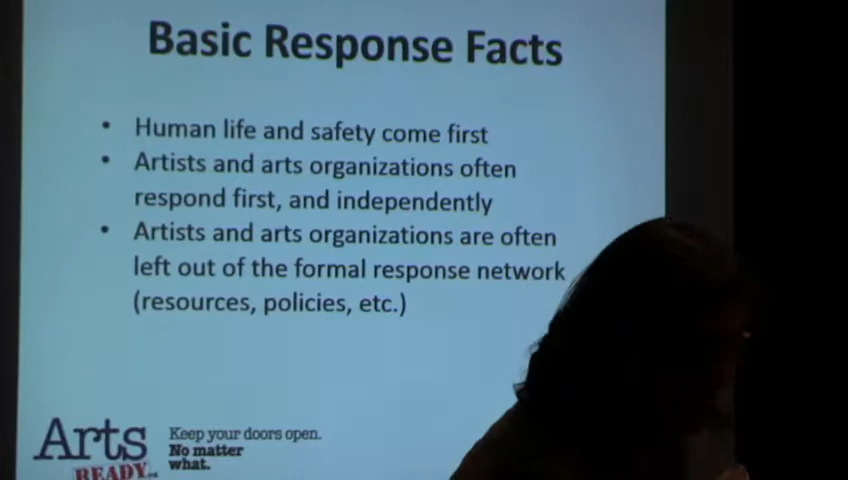 Basic Response Facts
• Human life and safety come first
• Artists and arts organizations often
respond first, and independently
• Artists and arts organizations are often
left out of the formal response network
(resources, policies, etc.)
Arts
READY
Keep your doors open.
No matter
what.